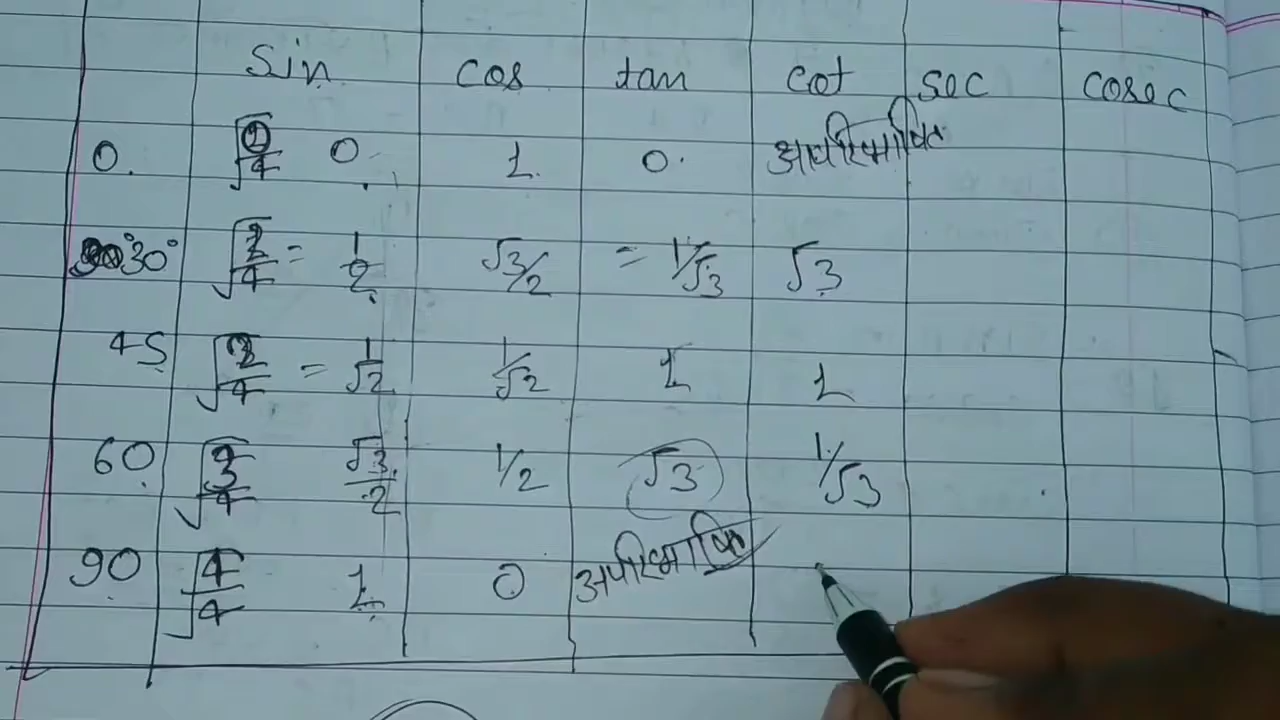 Sin cos tan cot sec cosec
0. √0/4 0 1 0 अपरिभाषित
30° √1/4 = 1/2 √3/2 = 1/√3 √3
45 √2/4 = 1/√2 1/√2 1 1
60 √3/4 √3/2 1/2 √3 1/√3
90 √4/4 1 0